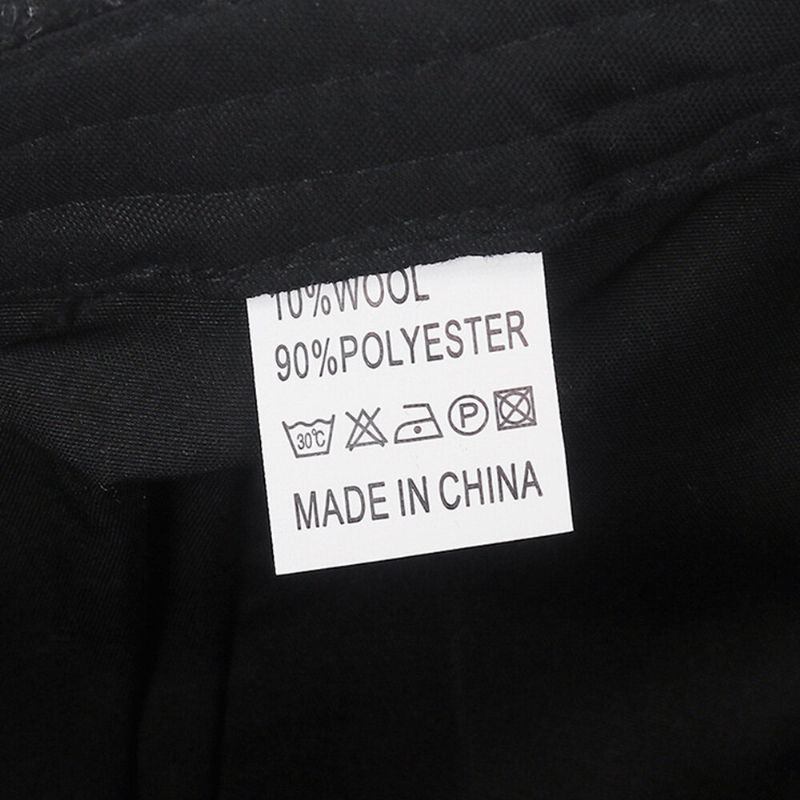 10%WOOL
90%POLYESTER
30℃ P
MADE IN CHINA